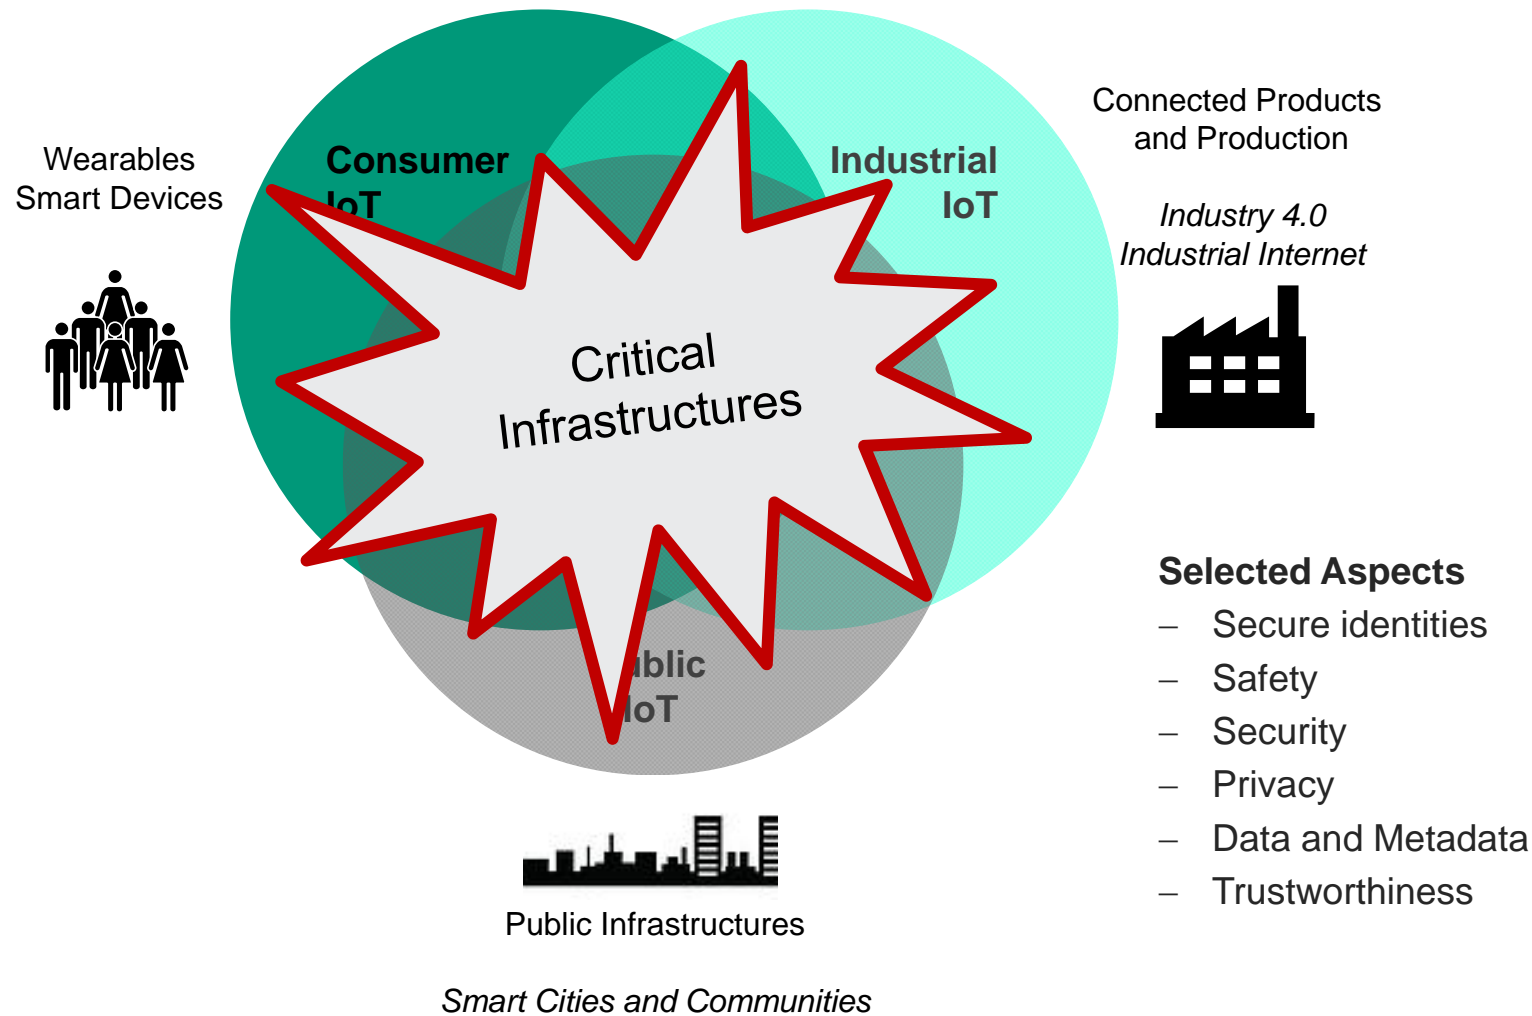 Wearables
Smart Devices
Consumer
IoT
Industrial
IoT
Connected Products
and Production
Industry 4.0
Industrial Internet
Critical
Infrastructures
IoT
Selected Aspects
– Secure identities
– Safety
– Security
– Privacy
– Data and Metadata
– Trustworthiness
Public Infrastructures
Smart Cities and Communities